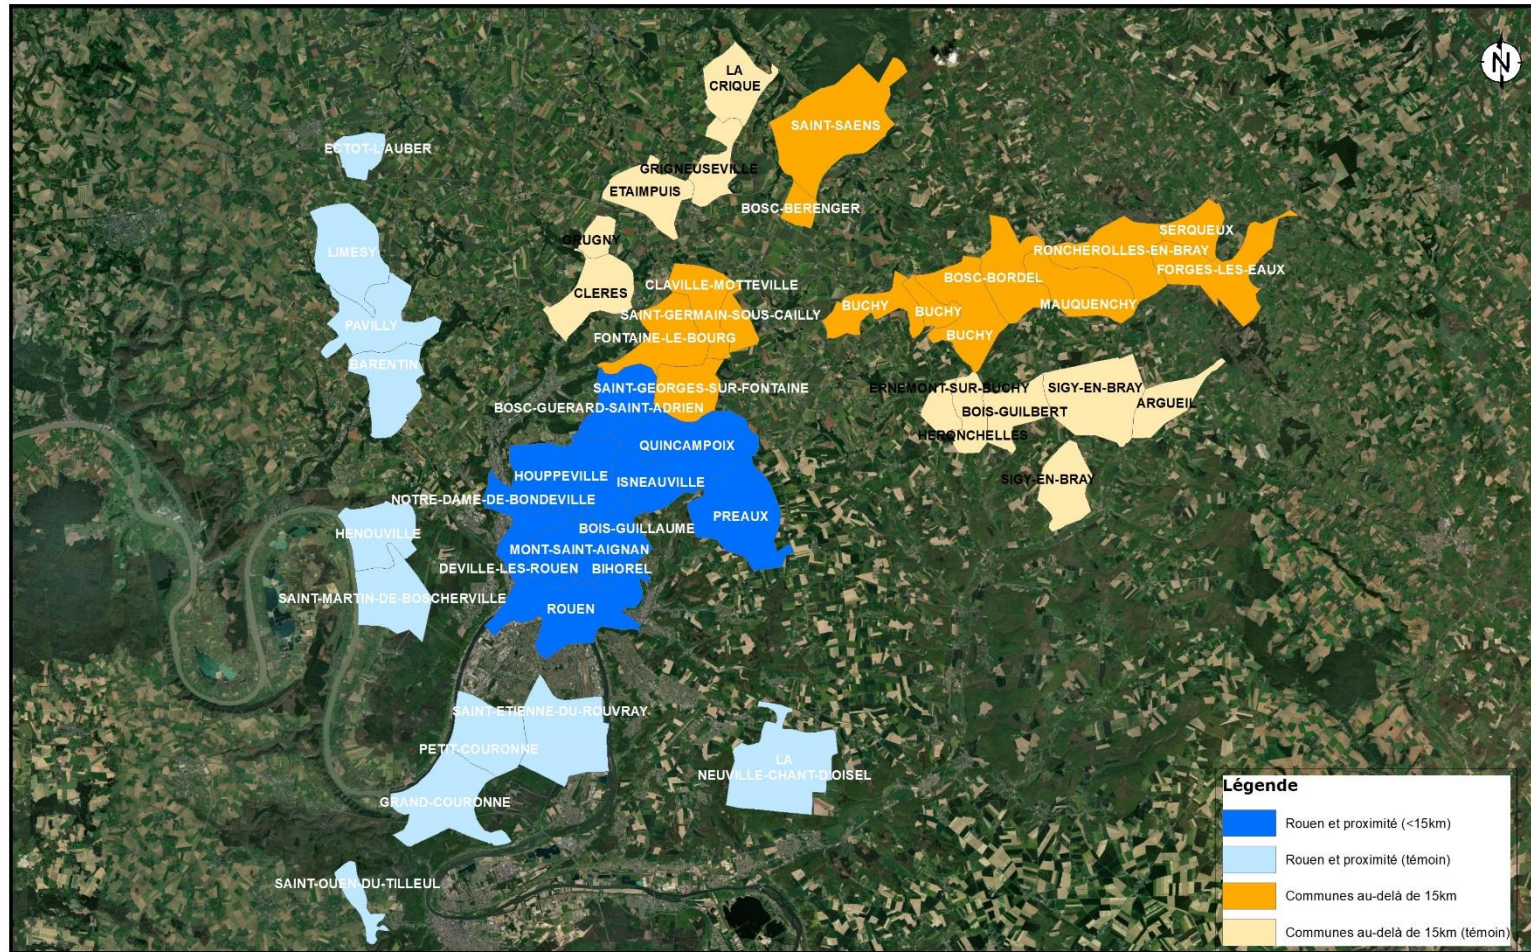 N
LA
CRIQUE
SAINT-SAENS
ECTOT-L'AUBER
GRIGNEUSEVILLE
ETAIMPUIS
BOSC-BERENGER
SERQUEUX
GRUGNY
LIMESY
RONCHEROLLES-EN-BRAY
FORGES-LES-EAUX
BOSC-BORDEL
CLAVILLE-MOTTEVILLE
CLERES
BUCHY
MAUQUENCHY
BUCHY
SAINT-GERMAIN-SOUS-CAILLY
PAVILLY
BUCHY
FONTAINE-LE-BOURG
BARENTIN
SAINT-GEORGES-SUR-FONTAINE
ERNEMONT-SUR-BUCHY
SIGY-EN-BRAY
ARGUEIL
BOSC-GUERARD-SAINT-ADRIEN
BOIS-GUILBERT
HERONCHELLES
QUINCAMPOIX
HOUPPEVILLE
ISNEAUVILLE
SIGY-EN-BRAY
NOTRE-DAME-DE-BONDEVILLE
PREAUX
BOIS-GUILLAUME
HENOUVILLE
MONT-SAINT-AIGNAN
DEVILLE-LES-ROUEN
BIHOREL
SAINT-MARTIN-DE-BOSCHERVILLE
ROUEN
SAINT-ETIENNE-DU-ROUVRAY
PETIT-COURONNE
LA
NEUVILLE-CHANT-D'OISEL
GRAND-COURONNE
SAINT-OUEN-DU-TILLEUL
Légende
Rouen et proximité (<15km)
Rouen et proximité (témoin)
Communes au-delà de 15km
Communes au-delà de 15km (témoin)